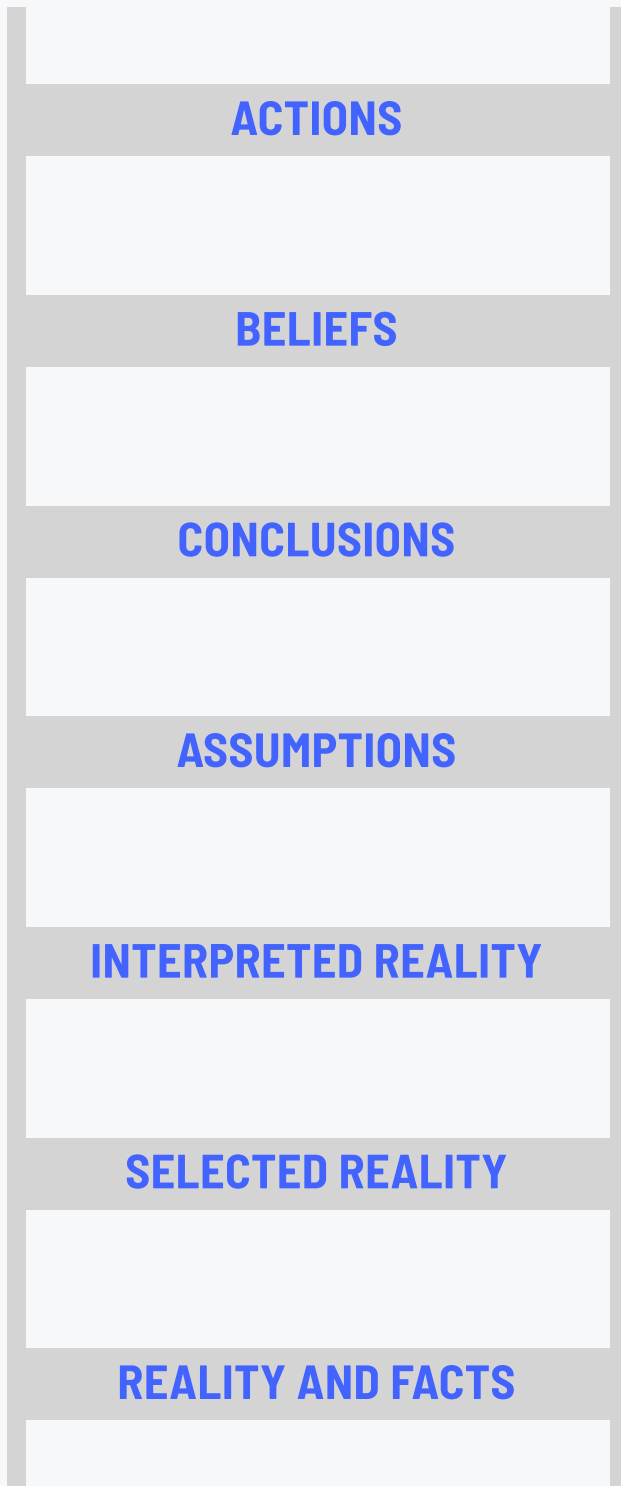 ACTIONS
BELIEFS
CONCLUSIONS
ASSUMPTIONS
INTERPRETED REALITY
SELECTED REALITY
REALITY AND FACTS